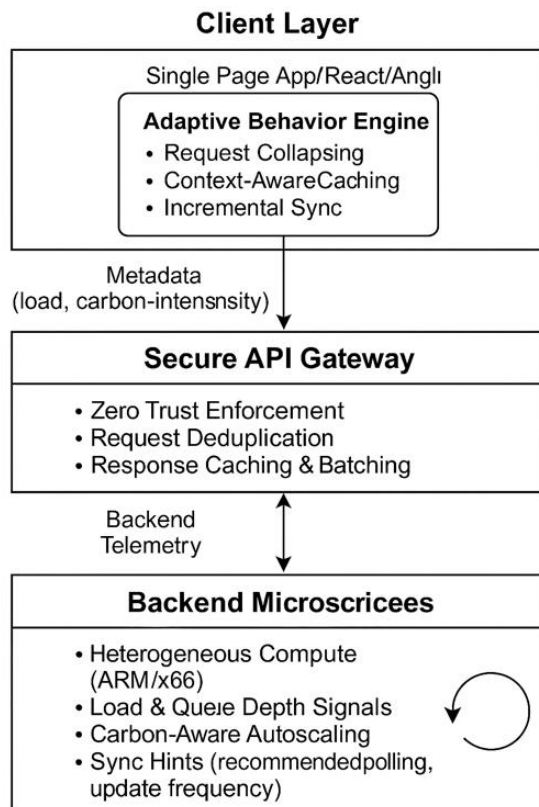 Client Layer
Single Page App/React/Anglı
Adaptive Behavior Engine
• Request Collapsing
• Context-AwareCaching
• Incremental Sync
Metadata
(load, carbon-intensnsity)
Secure API Gateway
• Zero Trust Enforcement
• Request Deduplication
• Response Caching & Batching
Backend
Telemetry
Backend Microscricees
• Heterogeneous Compute
(ARM/x66)
• Load & Queue Depth Signals
• Carbon-Aware Autoscaling
• Sync Hints (recommendedpolling,
update frequency)